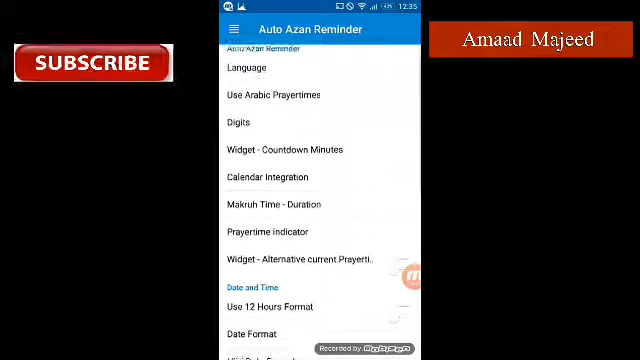 12:35
Auto Azan Reminder
Amaad Majeed
SUBSCRIBE
Auto Azan Reminder
Language
Use Arabic Prayertimes
Digits
Widget - Countdown Minutes
Calendar Integration
Makruh Time - Duration
Prayertime indicator
Widget - Alternative current Prayerti..
Date and Time
Use 12 Hours Format
Date Format
Recorded by Mobizen